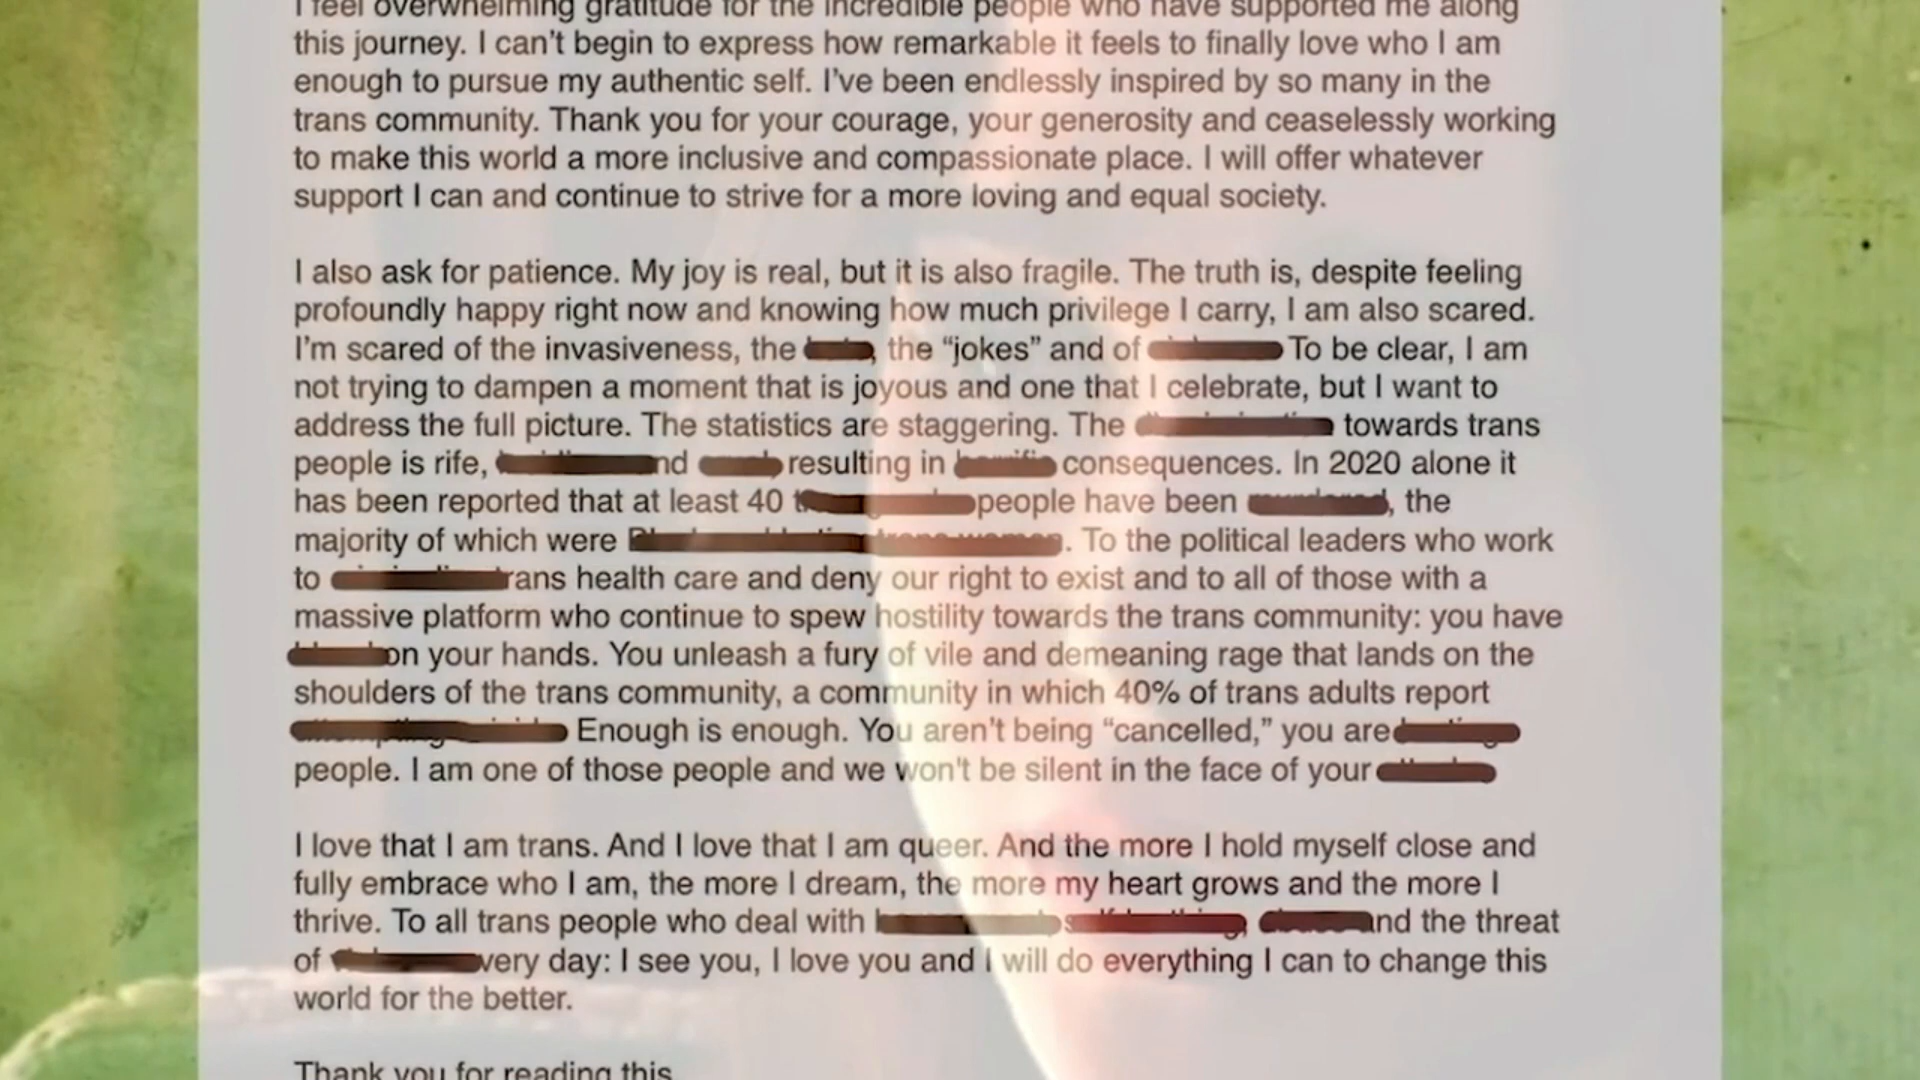 I feel overwhelming gratitude for the incredible people who have supported me along
this journey. I can't begin to express how remarkable it feels to finally love who I am
enough to pursue my authentic self. I've been endlessly inspired by so many in the
trans community. Thank you for your courage, your generosity and ceaselessly working
to make this world a more inclusive and compassionate place. I will offer whatever
support I can and continue to strive for a more loving and equal society.
I also ask for patience. My joy is real, but it is also fragile. The truth is, despite feeling
profoundly happy right now and knowing how much privilege I carry, I am also scared.
I'm scared of the invasiveness, the , the “jokes” and of To be clear, I am
not trying to dampen a moment that is joyous and one that I celebrate, but I want to
address the full picture. The statistics are staggering. The towards trans
people is rife, resulting in consequences. In 2020 alone it
has been reported that at least 40 people have been , the
majority of which were . To the political leaders who work
to health care and deny our right to exist and to all of those with a
massive platform who continue to spew hostility towards the trans community: you have
on your hands. You unleash a fury of vile and demeaning rage that lands on the
shoulders of the trans community, a community in which 40% of trans adults report
Enough is enough. You aren't being “cancelled,” you are
people. I am one of those people and we won't be silent in the face of your
I love that I am trans. And I love that I am queer. And the more I hold myself close and
fully embrace who I am, the more I dream, the more my heart grows and the more I
thrive. To all trans people who deal with the threat
of day: I see you, I love you and I will do everything I can to change this
world for the better.
Thank you for reading this